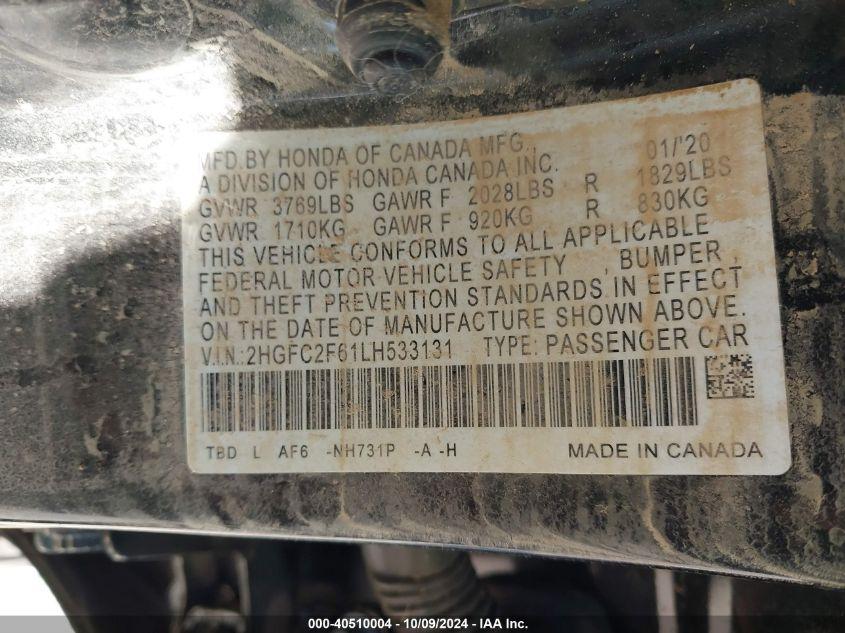 MFD.BY HONDA OF CANADA MFG., 01/'20
A DIVISION OF HONDA CANADA INC.
GVWR 3769LBS GAWR F 2028LBS R 1829LBS
GVWR 1710KG GAWR F 920KG R 830KG
THIS VEHICLE CONFORMS TO ALL APPLICABLE
FEDERAL MOTOR VEHICLE SAFETY , BUMPER ,
AND THEFT PREVENTION STANDARDS IN EFFECT
ON THE DATE OF MANUFACTURE SHOWN ABOVE.
V.I.N.:2HGFC2F61LH533131 TYPE: PASSENGER CAR
TBD L AF6 -NH731P -A -H MADE IN CANADA
000-40510004 - 10/09/2024 - IAA Inc.